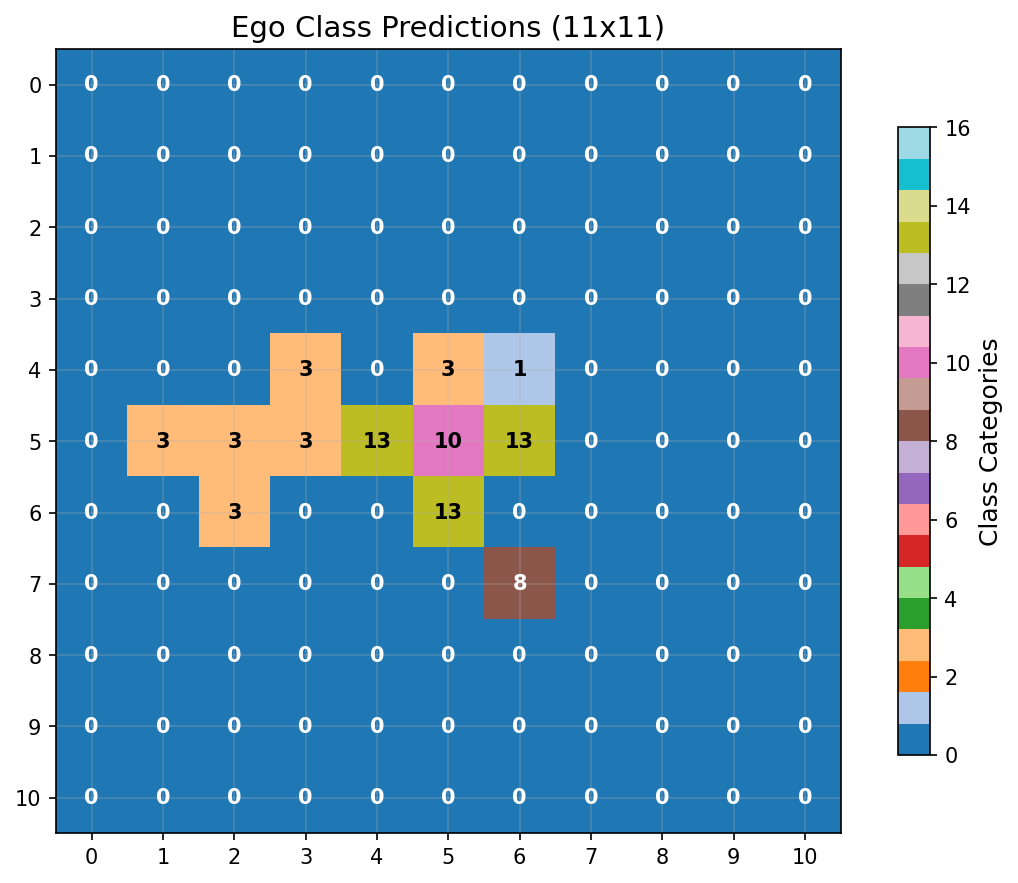 Ego Class Predictions (11x11)
0 0 0 0 0 0 0 0 0 0 0 0
1 0 0 0 0 0 0 0 0 0 0 0
2 0 0 0 0 0 0 0 0 0 0 0
3 0 0 0 0 0 0 0 0 0 0 0
4 0 0 0 3 0 3 1 0 0 0 0
5 0 3 3 3 13 10 13 0 0 0 0
6 0 0 3 0 0 13 0 0 0 0 0
7 0 0 0 0 0 0 8 0 0 0 0
8 0 0 0 0 0 0 0 0 0 0 0
9 0 0 0 0 0 0 0 0 0 0 0
10 0 0 0 0 0 0 0 0 0 0 0
0 1 2 3 4 5 6 7 8 9 10
16
14
12
10
8
6
4
2
0
Class Categories